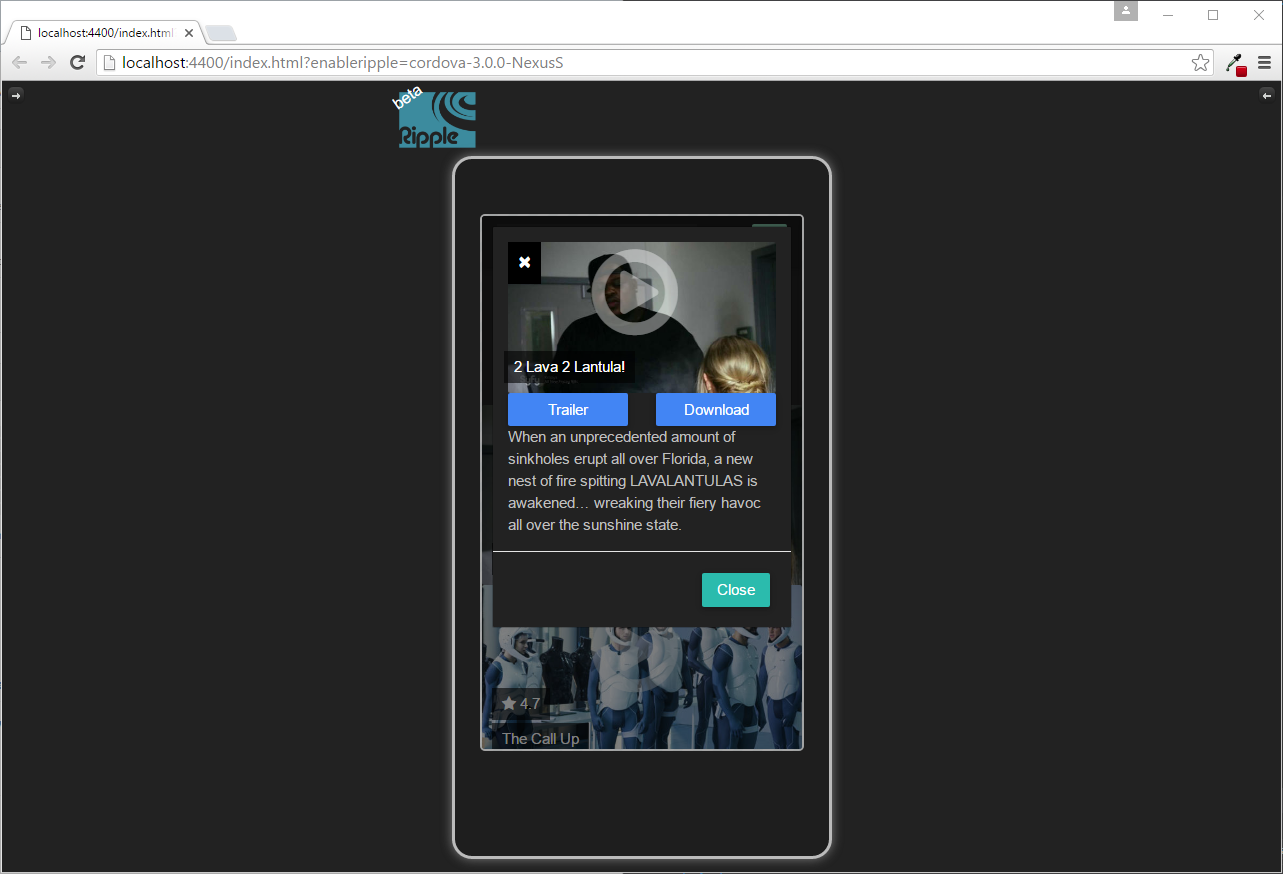 localhost:4400/index.html
localhost:4400/index.html?enableripple=cordova-3.0.0-NexusS
beta
Ripple
2 Lava 2 Lantula!
Trailer
Download
When an unprecedented amount of
sinkholes erupt all over Florida, a new
nest of fire spitting LAVALANTULAS is
awakened… wreaking their fiery havoc
all over the sunshine state.
Close
4.7
The Call Up